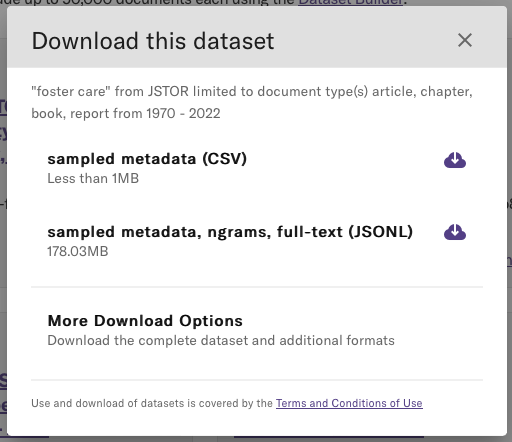 ude up to 50,000 documents each using the Dataset Builder.
Download this dataset
"foster care" from JSTOR limited to document type(s) article, chapter,
book, report from 1970 - 2022
sampled metadata (CSV)
Less than 1MB
sampled metadata, ngrams, full-text (JSONL)
178.03MB
More Download Options
Download the complete dataset and additional formats
Use and download of datasets is covered by the Terms and Conditions of Use